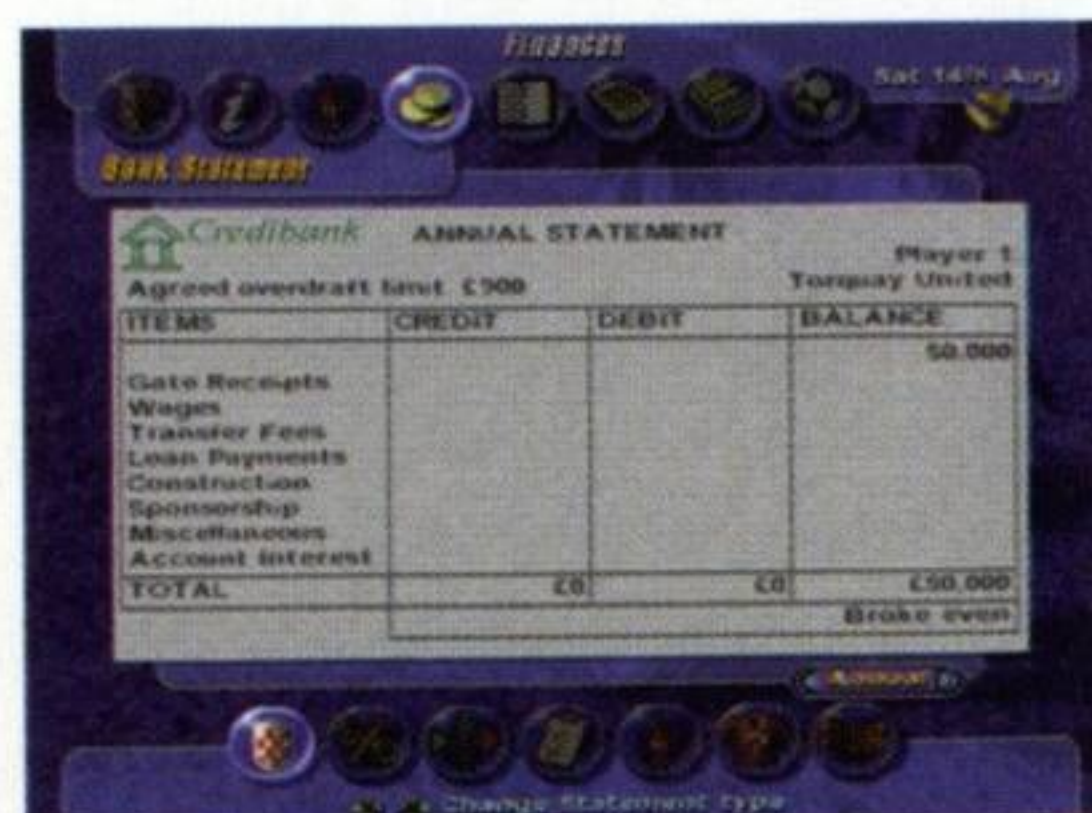 Finances
Sat 14th Aug
Bank Statement
Credibank ANNUAL STATEMENT
Player 1
Agreed overdraft limit £900 Torquay United
ITEMS CREDIT DEBIT BALANCE
50,000
Gate Receipts
Wages
Transfer Fees
Loan Payments
Construction
Sponsorship
Miscellaneous
Account Interest
TOTAL £0 £0 £50,000
Broke even
Annual
Change Statement type